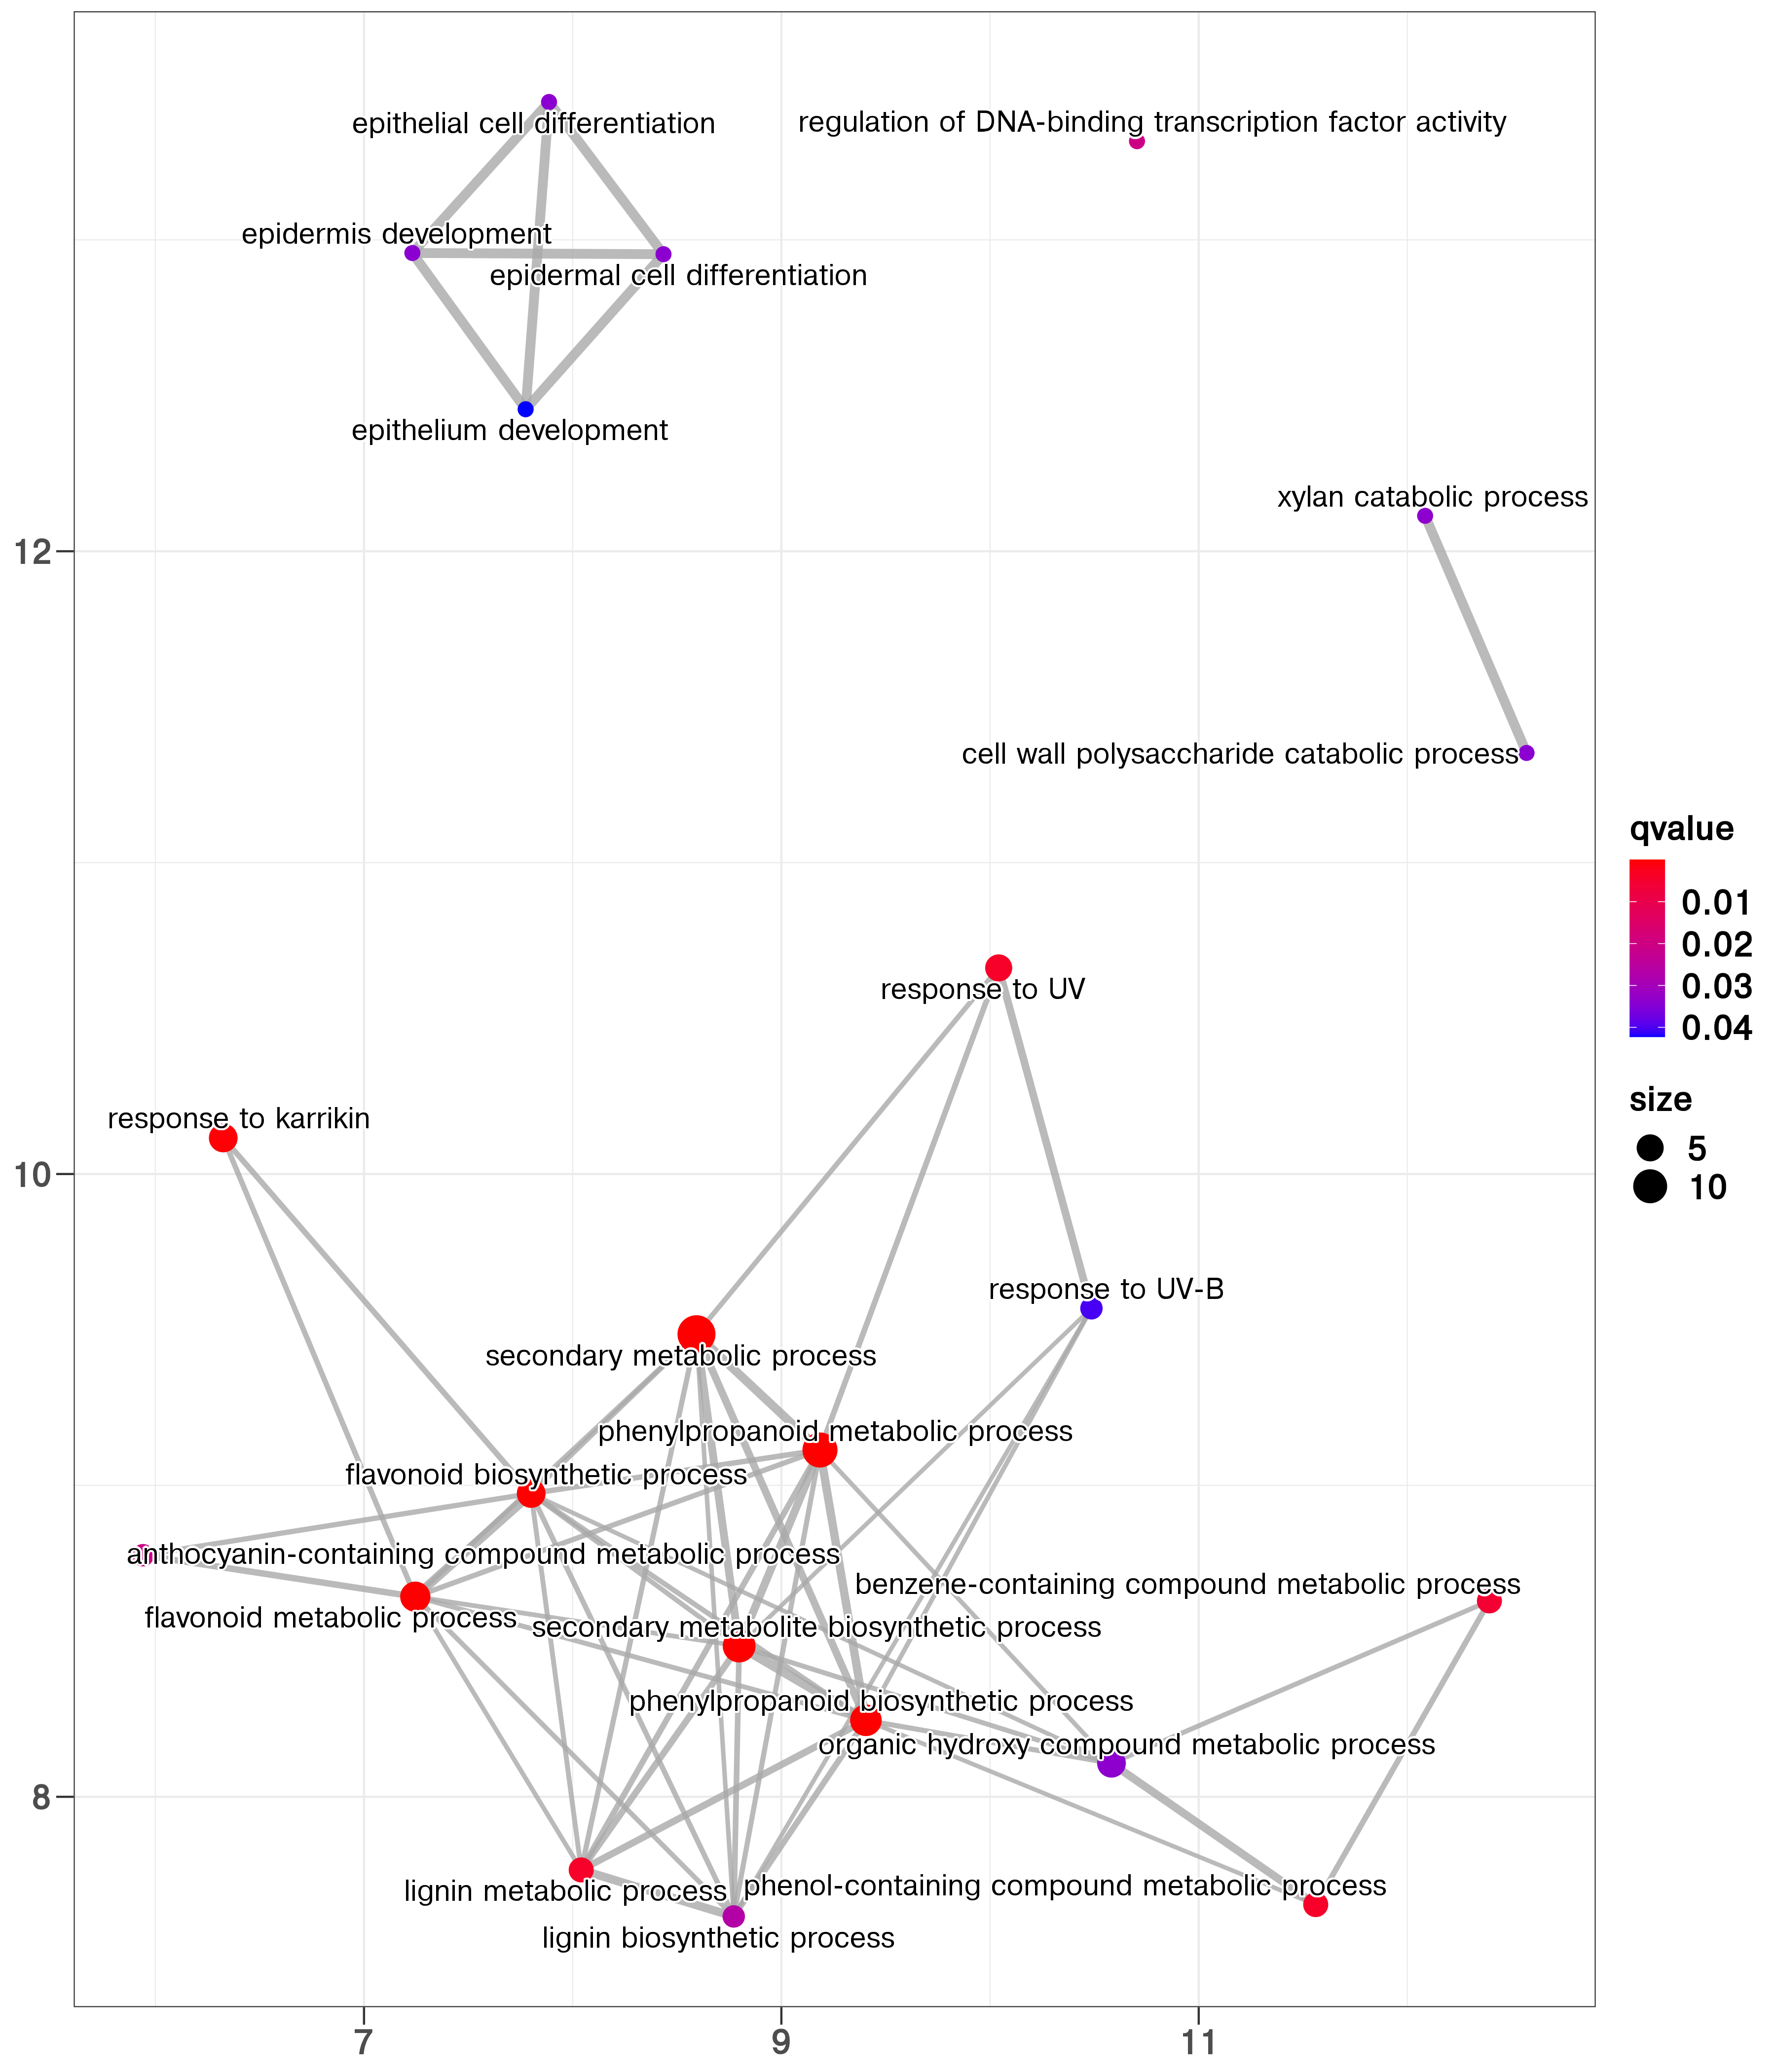 epithelial cell differentiation
regulation of DNA-binding transcription factor activity
epidermis development
epidermal cell differentiation
epithelium development
xylan catabolic process
12
cell wall polysaccharide catabolic process
qvalue
0.01
0.02
0.03
0.04
size
5
10
response to UV
response to karrikin
10
response to UV-B
secondary metabolic process
phenylpropanoid metabolic process
flavonoid biosynthetic process
anthocyanin-containing compound metabolic process
benzene-containing compound metabolic process
flavonoid metabolic process
secondary metabolite biosynthetic process
phenylpropanoid biosynthetic process
organic hydroxy compound metabolic process
8
lignin metabolic process
phenol-containing compound metabolic process
lignin biosynthetic process
7
9
11